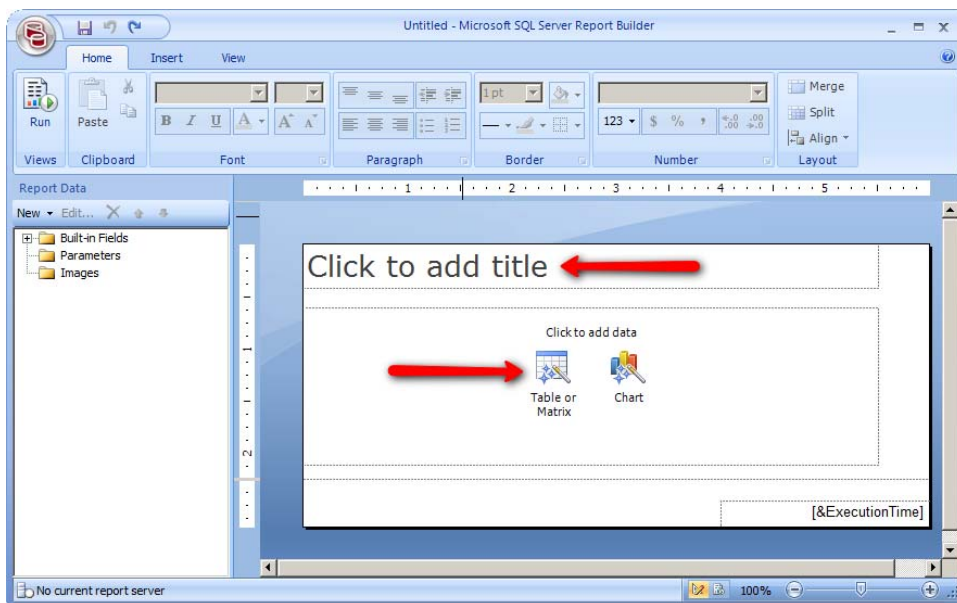 Untitled - Microsoft SQL Server Report Builder
Home Insert View
Run
Paste
B I U A A A
1 pt
123 $ % ,
Merge
Split
Align
Views Clipboard Font Paragraph Border Number Layout
Report Data
New Edit...
Built-in Fields
Parameters
Images
1 2 3 4 5
1
2
Click to add title
Click to add data
Table or
Matrix
Chart
[&ExecutionTime]
No current report server
100%